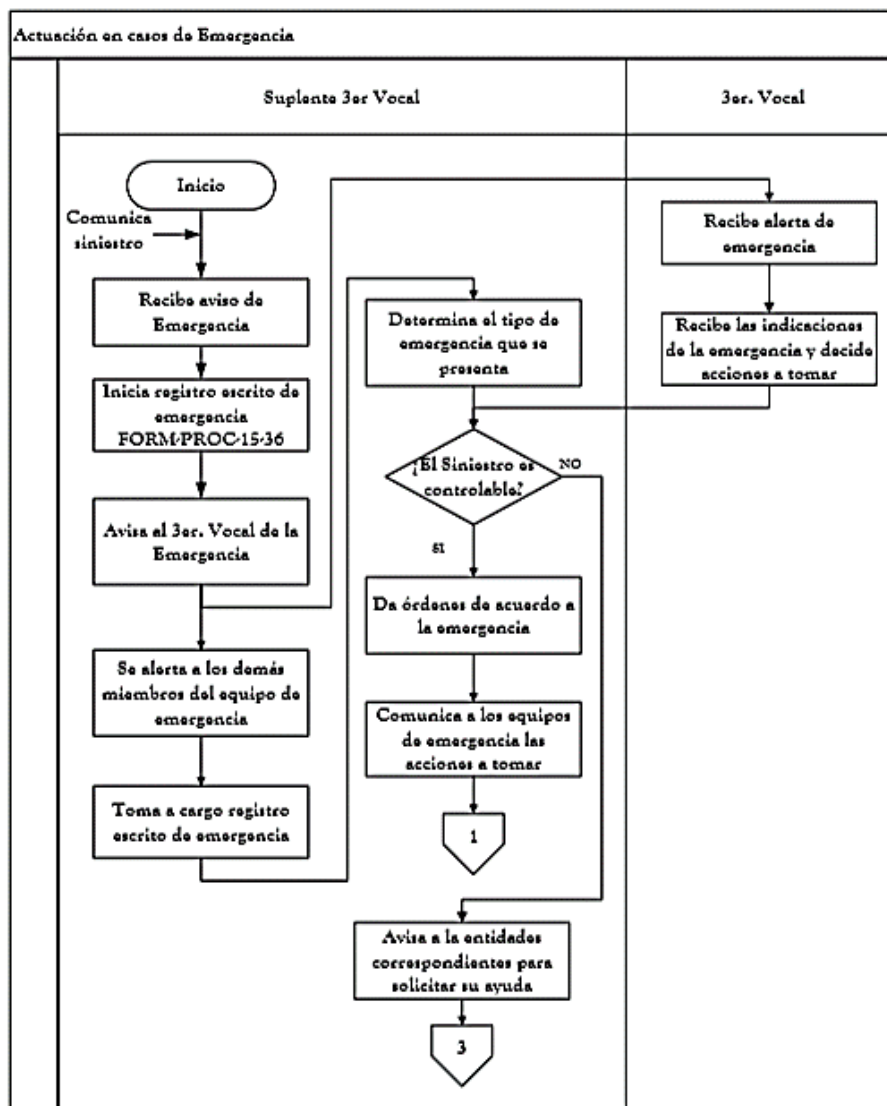 Actuación en casos de Emergencia
Suplente 3er Vocal
3er. Vocal
Inicio
Comunica
siniestro
Recibe aviso de
Emergencia
Inicia registro escrito de
emergencia
FORM-PROC-15-36
Avisa al 3er. Vocal de la
Emergencia
Se alerta a los demás
miembros del equipo de
emergencia
Toma a cargo registro
escrito de emergencia
Determina el tipo de
emergencia que se
presenta
¿El Siniestro es
controlable?
NO
SI
Da órdenes de acuerdo a
la emergencia
Comunica a los equipos
de emergencia las
acciones a tomar
1
Avisa a la entidades
correspondientes para
solicitar su ayuda
3
Recibe alerta de
emergencia
Recibe las indicaciones
de la emergencia y decide
acciones a tomar